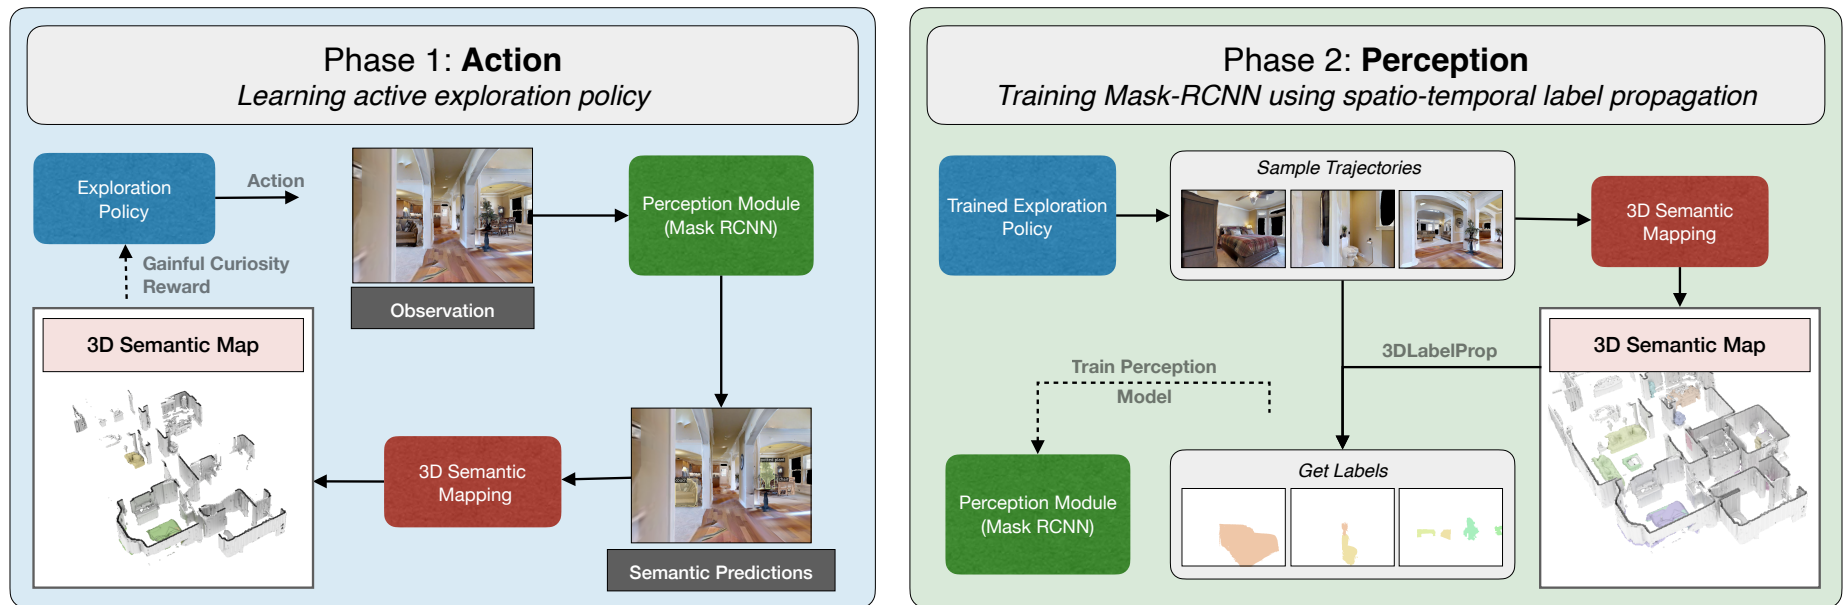 Phase 1: Action
Learning active exploration policy
Exploration
Policy
Action
Observation
Perception Module
(Mask RCNN)
Gainful Curiosity
Reward
3D Semantic Map
3D Semantic
Mapping
Semantic Predictions
Phase 2: Perception
Training Mask-RCNN using spatio-temporal label propagation
Trained Exploration
Policy
Sample Trajectories
3D Semantic
Mapping
3D Semantic Map
3DLabelProp
Train Perception
Model
Perception Module
(Mask RCNN)
Get Labels